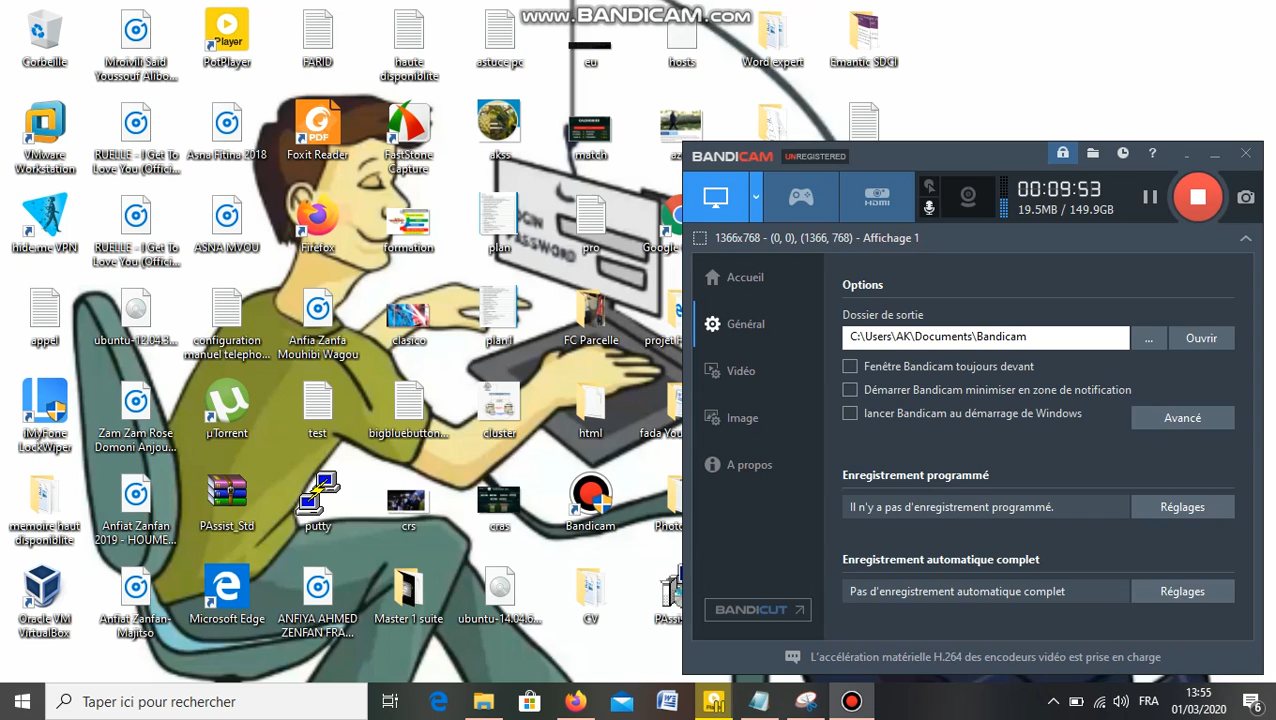 www.BANDICAM.com
Corbeille
Mroivili Said
Youssouf Allbo...
Player
PotPlayer
FARID
haute
disponiblite
astuce pc
eu
hosts
Word expert
Emantic SDCI
VMware
Workstation
RUELLE - I Get To
Love You (Offici...
Asna Fitina 2018
PDF
Foxit Reader
FastStone
Capture
akss
match
LOGIN
PASSWORD
hide.me VPN
RUELLE - I Get To
Love You (Offici...
ASNA MVOU
Firefox
formation
plan
pro
Google
appel
ubuntu-12.04.3...
configuration
manuel telepho...
Anfia Zanfa
Mouhibi Wagou
clasico
plan1
FC Parcelle
projet H
iMyFone
LockWiper
Zam Zam Rose
Domoni Anjou...
µTorrent
test
bigbluebutton...
cluster
html
fada You
memoire haut
disponiblite
Anfiat Zanfan
2019 - HOUME...
PAssist_Std
putty
crs
cras
Bandicam
Photo
Oracle VM
VirtualBox
Anfiat Zanfan-
Majitso
Microsoft Edge
ANFIYA AHMED
ZENFAN FRA...
Master 1 suite
ubuntu-14.04.6...
CV
PAssis
BANDICAM UNREGISTERED
HDMI
00:09:53
1366x768 - (0, 0), (1366, 768) - Affichage 1
Accueil
Général
Vidéo
Image
A propos
BANDICUT
Options
Dossier de sortie
C:\Users\AK\Documents\Bandicam
... Ouvrir
Fenêtre Bandicam toujours devant
Démarrer Bandicam minimiser en zone de notification
lancer Bandicam au démarrage de Windows
Avancé
Enregistrement programmé
Il n'y a pas d'enregistrement programmé. Réglages
Enregistrement automatique complet
Pas d'enregistrement automatique complet Réglages
L'accélération matérielle H.264 des encodeurs vidéo est prise en charge
Taper ici pour rechercher
FRA
13:55
01/03/2020
6